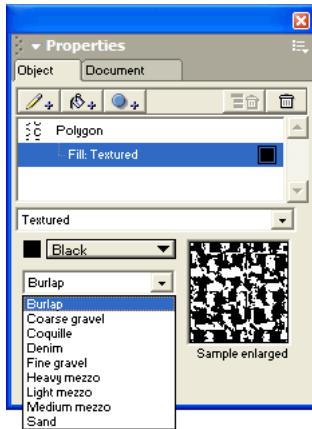 Properties
Object Document
Polygon
Fill: Textured
Textured
Black
Burlap
Burlap
Coarse gravel
Coquille
Denim
Fine gravel
Heavy mezzo
Light mezzo
Medium mezzo
Sand
Sample enlarged